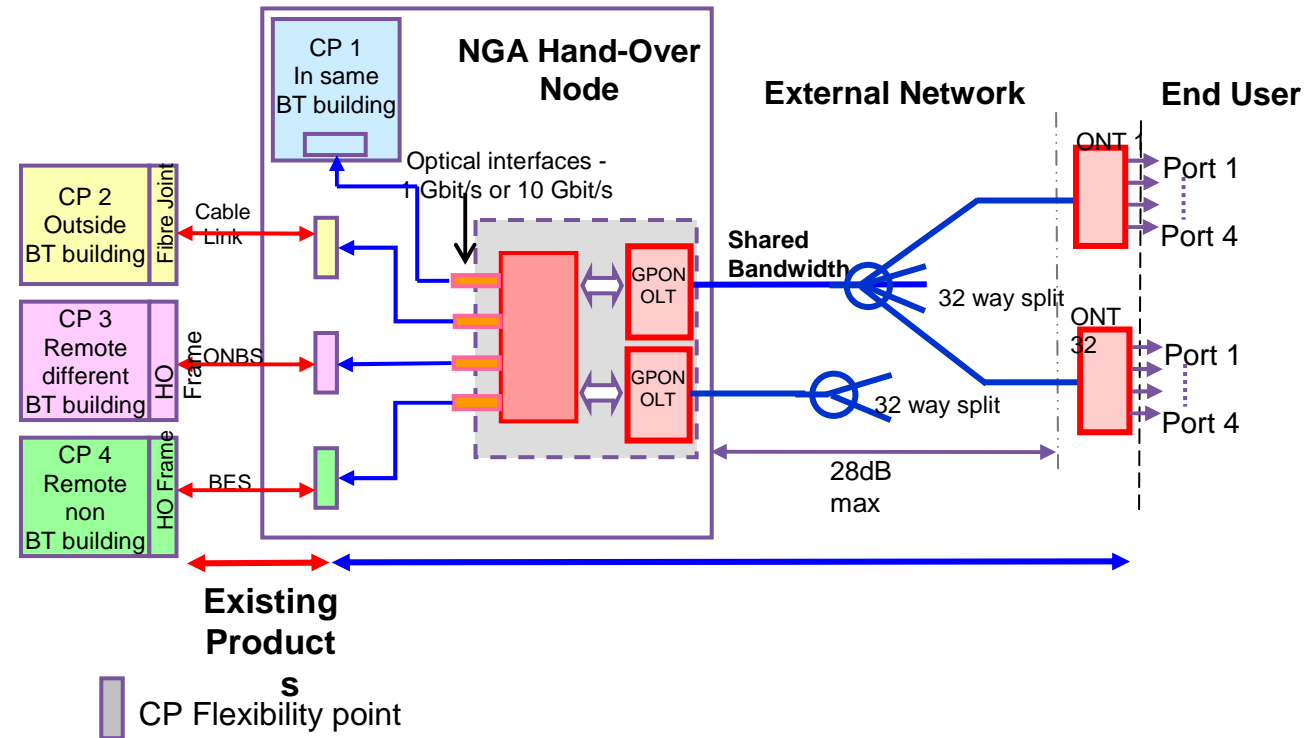 CP 1
In same
BT building
NGA Hand-Over
Node
External Network
End User
Optical interfaces -
1 Gbit/s or 10 Gbit/s
CP 2
Outside
BT building
Fibre Joint
Cable
Link
CP 3
Remote
different
BT building
HO
Frame
ONBS
CP 4
Remote
non
BT building
HO Frame
BES
GPON
OLT
GPON
OLT
Shared
Bandwidth
32 way split
32 way split
28dB
max
ONT 1
Port 1
Port 4
ONT
32
Port 1
Port 4
Existing
Product
s
CP Flexibility point